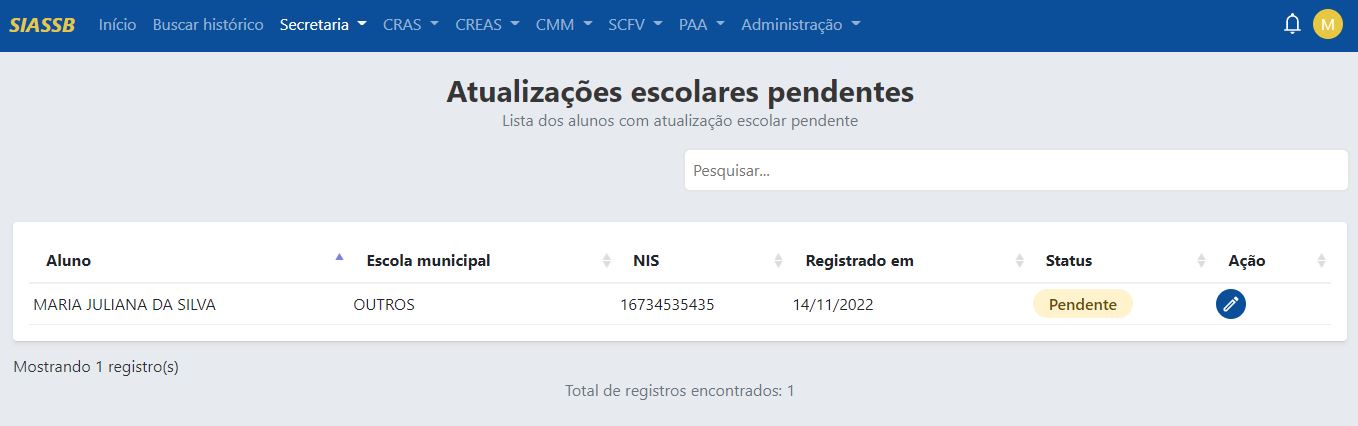 SIASSB Início Buscar histórico Secretaria CRAS CREAS CMM SCFV PAA Administração M
Atualizações escolares pendentes
Lista dos alunos com atualização escolar pendente
Pesquisar...
Aluno Escola municipal NIS Registrado em Status Ação
MARIA JULIANA DA SILVA OUTROS 16734535435 14/11/2022 Pendente
Mostrando 1 registro(s)
Total de registros encontrados: 1